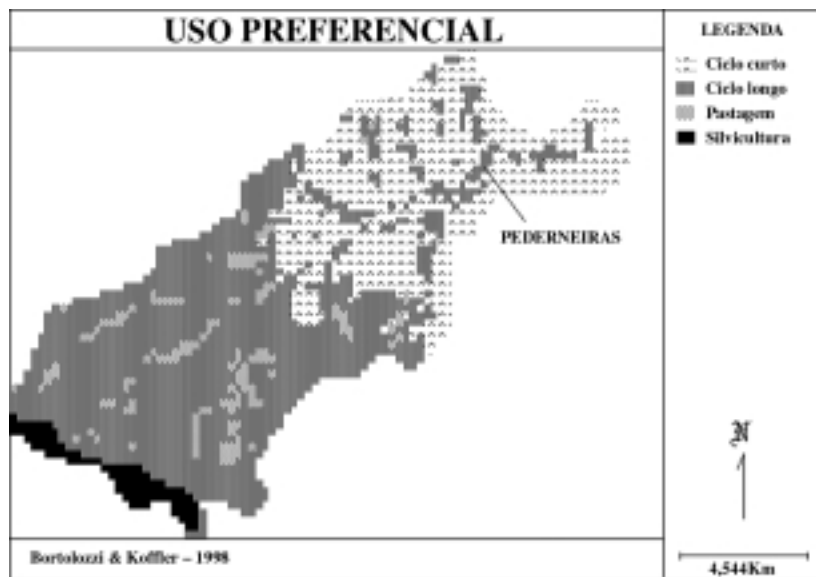 USO PREFERENCIAL
LEGENDA
Ciclo curto
Ciclo longo
Pastagem
Silvicultura
PEDERNEIRAS
N
Bortolozzi & Koffler – 1998
4,544Km